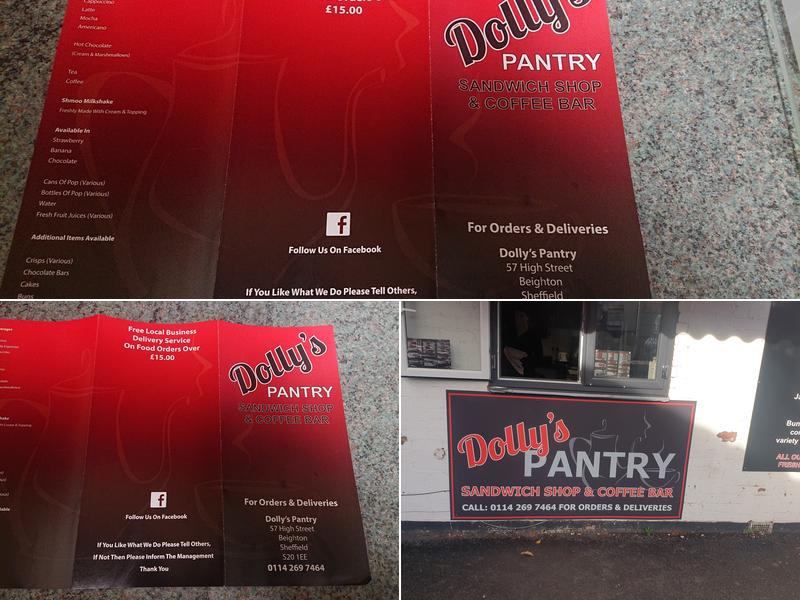 Cappuccino
Latte
Mocha
Americano
Hot Chocolate
(Cream & Marshmallows)
Tea
Coffee
Shmoo Milkshake
Freshly Made With Cream & Topping
Available In
Strawberry
Banana
Chocolate
Cans Of Pop (Various)
Bottles Of Pop (Various)
Water
Fresh Fruit Juices (Various)
Additional Items Available
Crisps (Various)
Chocolate Bars
Cakes
Buns
£15.00
f
Follow Us On Facebook
If You Like What We Do Please Tell Others,
Dolly's
PANTRY
SANDWICH SHOP
& COFFEE BAR
For Orders & Deliveries
Dolly's Pantry
57 High Street
Beighton
Sheffield
Free Local Business
Delivery Service
On Food Orders Over
£15.00
f
Follow Us On Facebook
If You Like What We Do Please Tell Others,
If Not Then Please Inform The Management
Thank You
Dolly's
PANTRY
SANDWICH SHOP
& COFFEE BAR
For Orders & Deliveries
Dolly's Pantry
57 High Street
Beighton
Sheffield
S20 1EE
0114 269 7464
Dolly's
PANTRY
SANDWICH SHOP & COFFEE BAR
CALL: 0114 269 7464 FOR ORDERS & DELIVERIES
variety